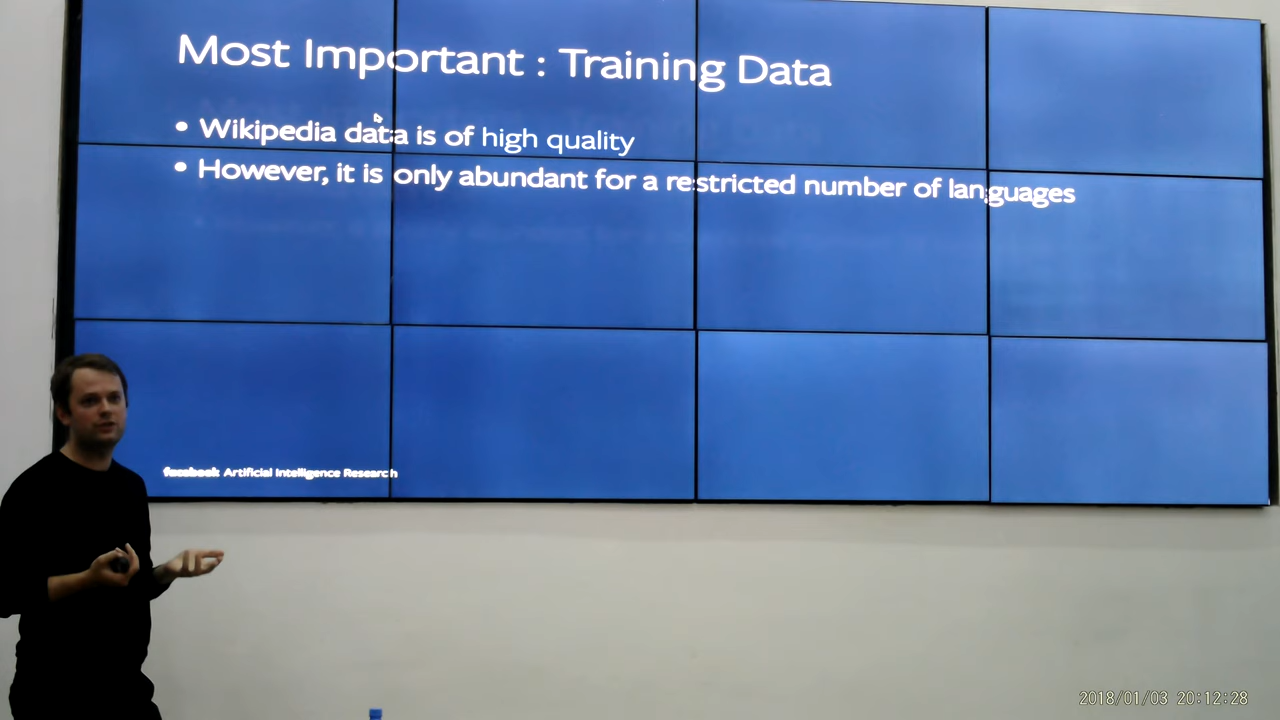 Most Important : Training Data
• Wikipedia data is of high quality
• However, it is only abundant for a restricted number of languages
facebook Artificial Intelligence Research
2018/01/03 20:12:28